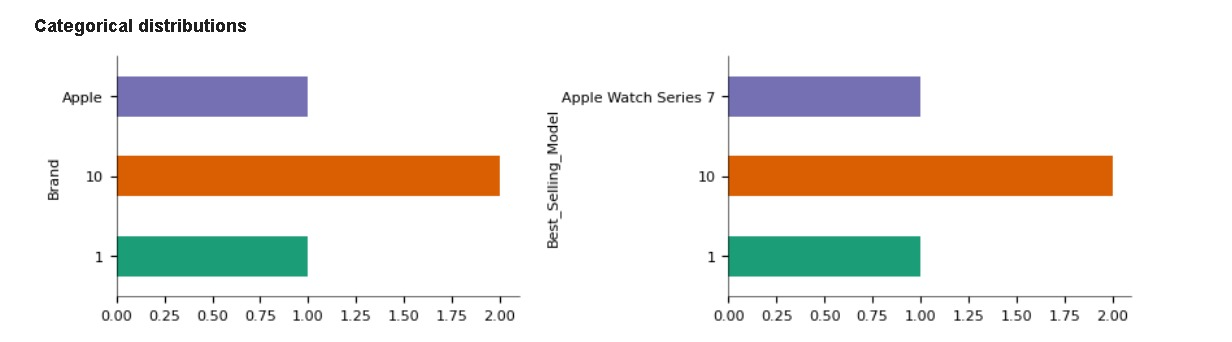 Categorical distributions
Apple
10
1
Brand
0.00 0.25 0.50 0.75 1.00 1.25 1.50 1.75 2.00
Apple Watch Series 7
10
1
Best_Selling_Model
0.00 0.25 0.50 0.75 1.00 1.25 1.50 1.75 2.00